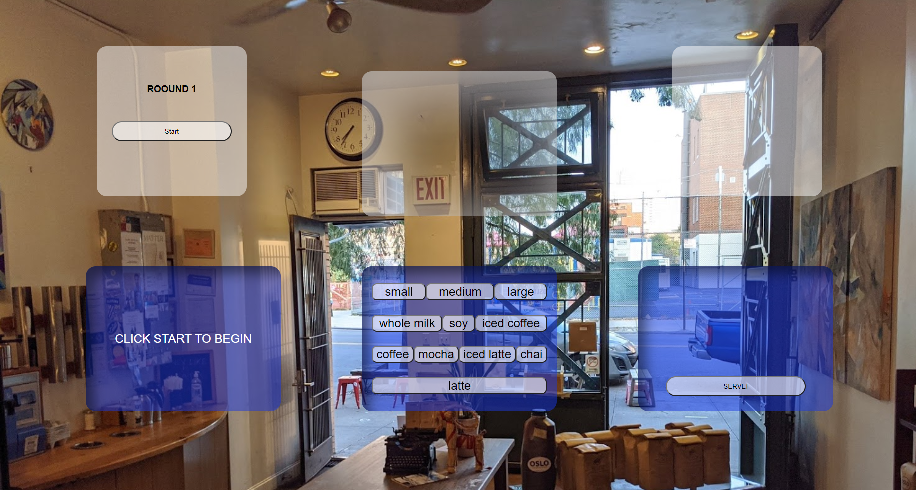 ROOUND 1
Start
EXIT
CLICK START TO BEGIN
small medium large
whole milk soy iced coffee
coffee mocha iced latte chai
latte
SERVE!
OSLO